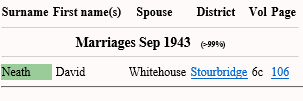 Surname First name(s) Spouse District Vol Page
Marriages Sep 1943 (>99%)
Neath David Whitehouse Stourbridge 6c 106